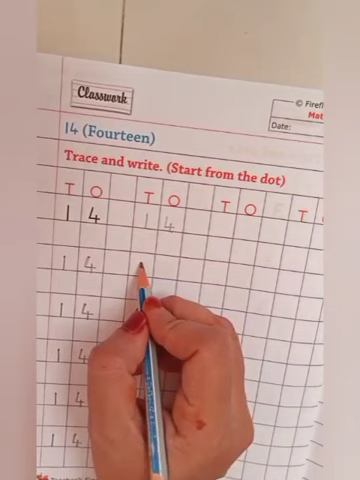 Classwork
© Firefl
Mat
Date:
14 (Fourteen)
Trace and write. (Start from the dot)
T O T O T O T
1 4 1 4
1 4
1 4
1 4
1 4
1 4